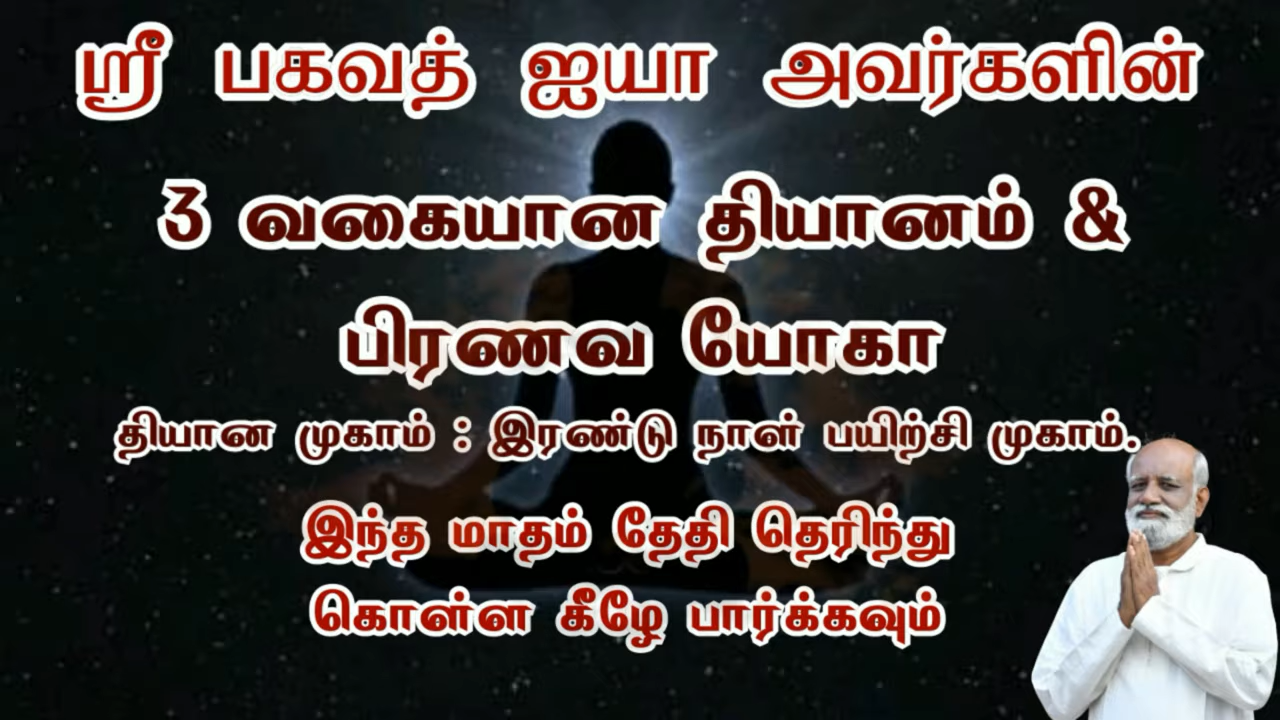 ஸ்ரீ பகவத் ஐயா அவர்களின்
3 வகையான தியானம் &
பிரணவ யோகா
தியான முகாம் : இரண்டு நாள் பயிற்சி முகாம்.
இந்த மாதம் தேதி தெரிந்து
கொள்ள கீழே பார்க்கவும்